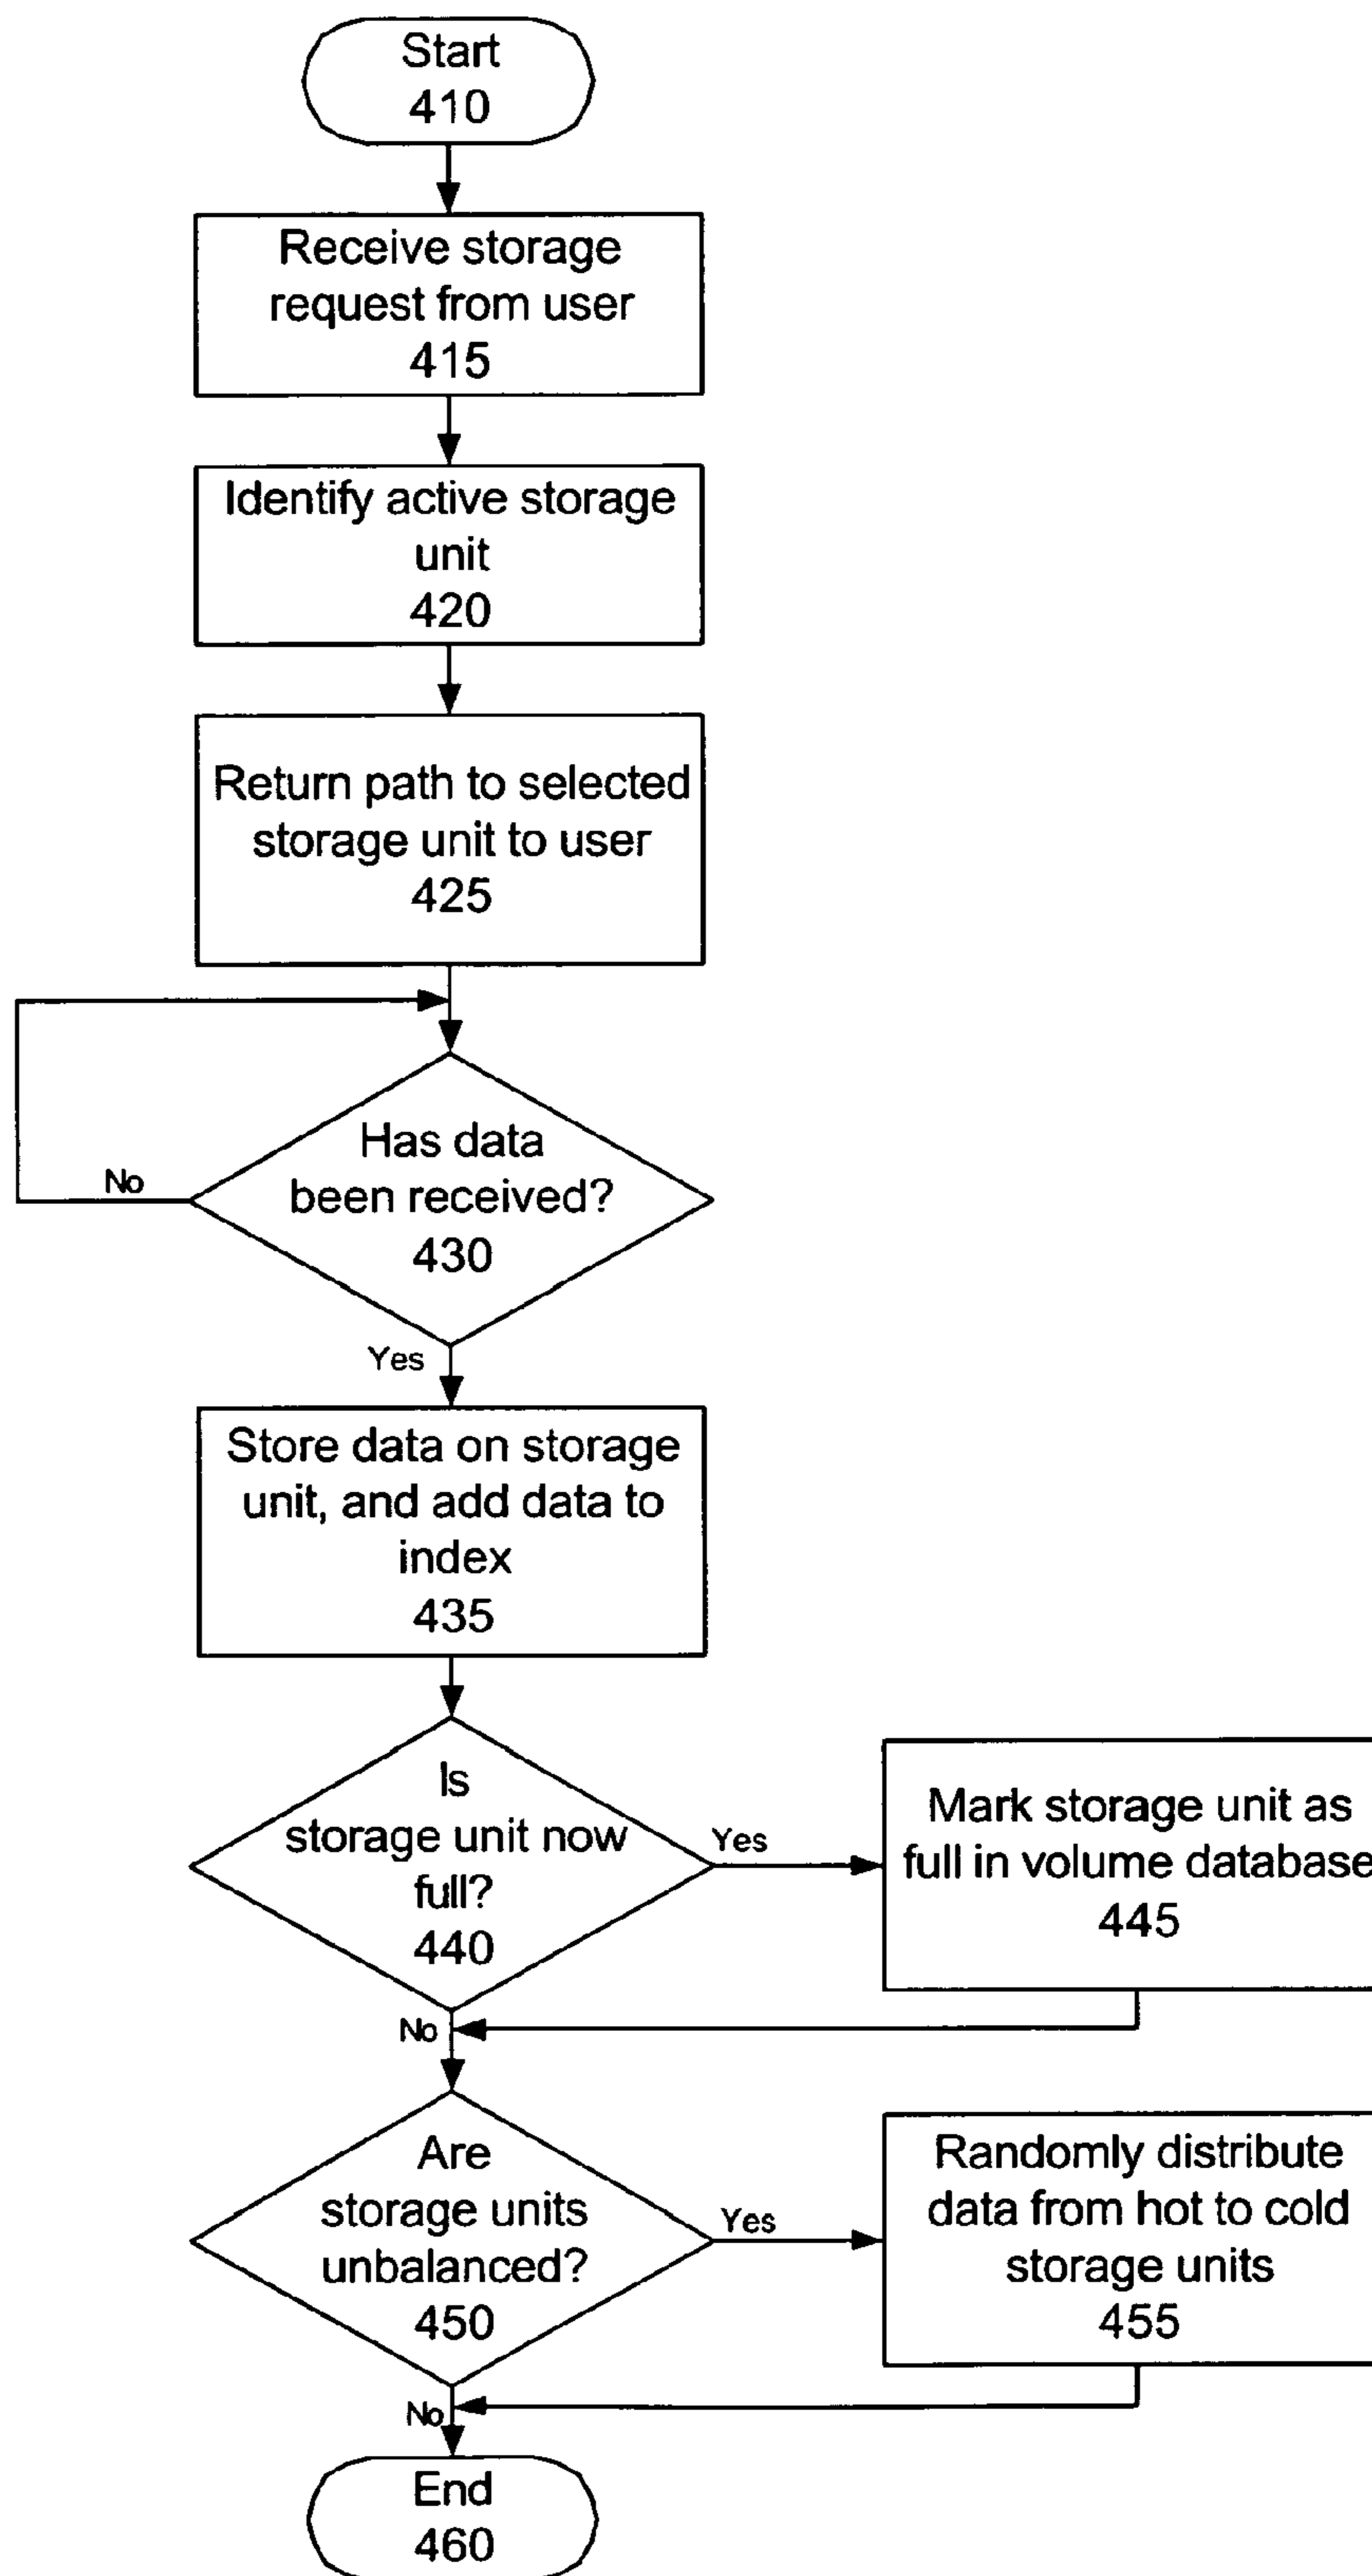 Start
410
Receive storage
request from user
415
Identify active storage
unit
420
Return path to selected
storage unit to user
425
Has data
been received?
430
No
Yes
Store data on storage
unit, and add data to
index
435
Is
storage unit now
full?
440
Yes
Mark storage unit as
full in volume database
445
No
Are
storage units
unbalanced?
450
Yes
Randomly distribute
data from hot to cold
storage units
455
No
End
460